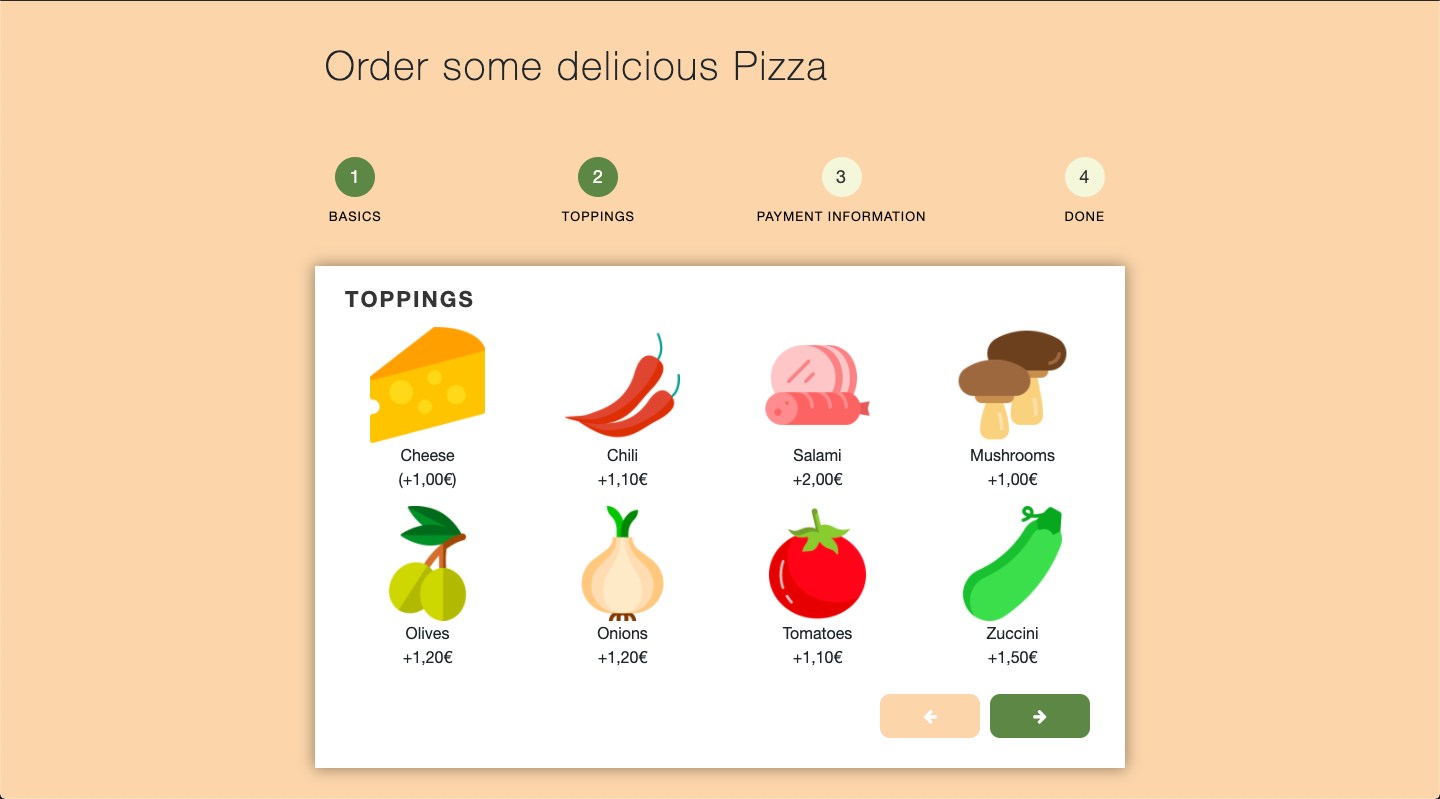 Order some delicious Pizza
1 2 3 4
BASICS TOPPINGS PAYMENT INFORMATION DONE
TOPPINGS
Cheese Chili Salami Mushrooms
(+1,00€) +1,10€ +2,00€ +1,00€
Olives Onions Tomatoes Zuccini
+1,20€ +1,20€ +1,10€ +1,50€